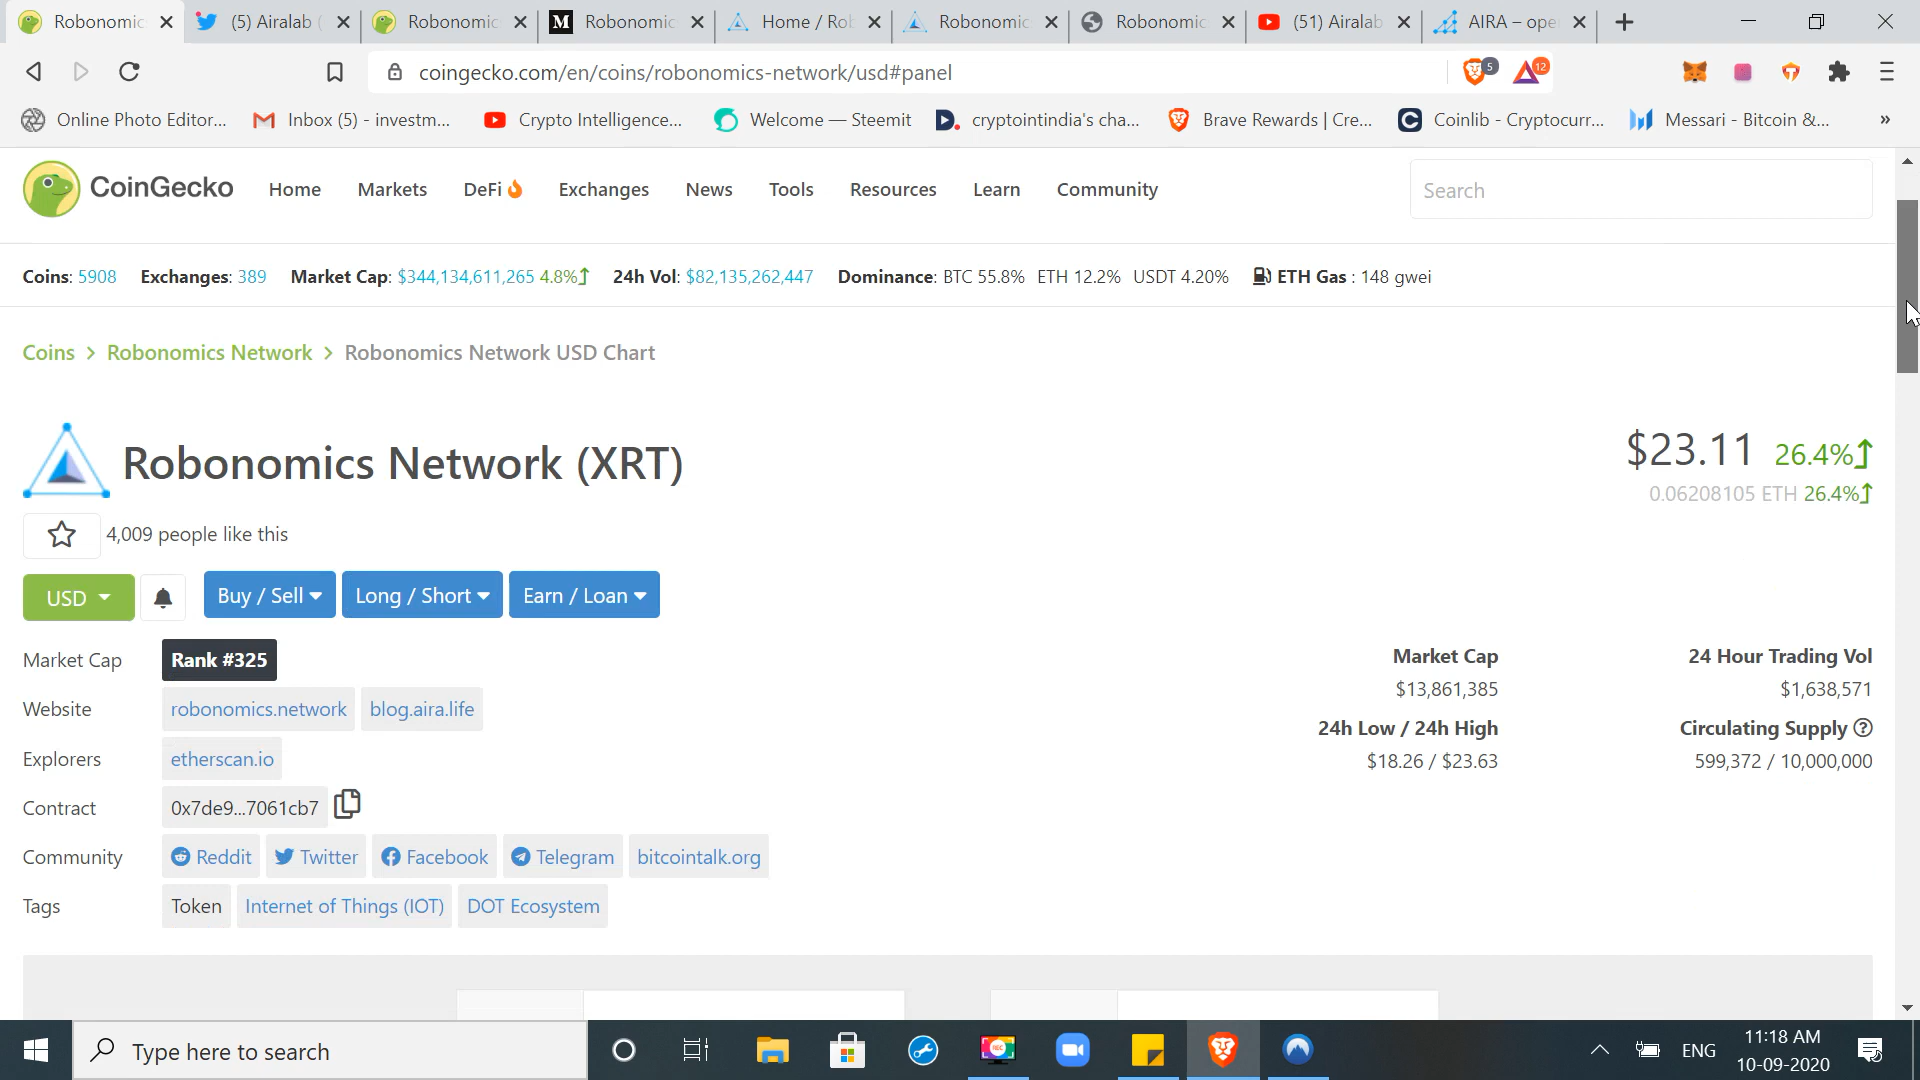 Robonomic
(5) Airalab (
Robonomic
Robonomic
Home / Rob
Robonomic
Robonomic
(51) Airalab
AIRA – ope
coingecko.com/en/coins/robonomics-network/usd#panel
5
12
Online Photo Editor...
Inbox (5) - investm...
Crypto Intelligence...
Welcome — Steemit
cryptointindia's cha...
Brave Rewards | Cre...
Coinlib - Cryptocurr...
Messari - Bitcoin &...
»
CoinGecko
Home
Markets
DeFi
Exchanges
News
Tools
Resources
Learn
Community
Search
Coins: 5908 Exchanges: 389 Market Cap: $344,134,611,265 4.8% 24h Vol: $82,135,262,447 Dominance: BTC 55.8% ETH 12.2% USDT 4.20% ETH Gas : 148 gwei
Coins > Robonomics Network > Robonomics Network USD Chart
Robonomics Network (XRT)
$23.11 26.4%
0.06208105 ETH 26.4%
4,009 people like this
USD
Buy / Sell
Long / Short
Earn / Loan
Market Cap Rank #325
Website robonomics.network blog.aira.life
Explorers etherscan.io
Contract 0x7de9...7061cb7
Community Reddit Twitter Facebook Telegram bitcointalk.org
Tags Token Internet of Things (IOT) DOT Ecosystem
Market Cap
$13,861,385
24 Hour Trading Vol
$1,638,571
24h Low / 24h High
$18.26 / $23.63
Circulating Supply
599,372 / 10,000,000
Type here to search
REC
ENG
11:18 AM
10-09-2020